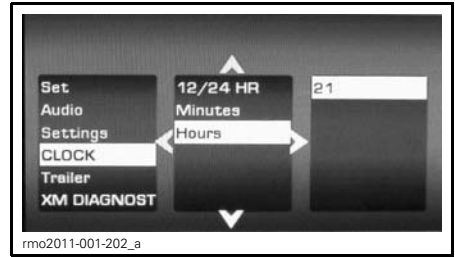 Set
Audio
Settings
CLOCK
Trailer
XM DIAGNOST
12/24 HR
Minutes
Hours
21
rmo2011-001-202_a